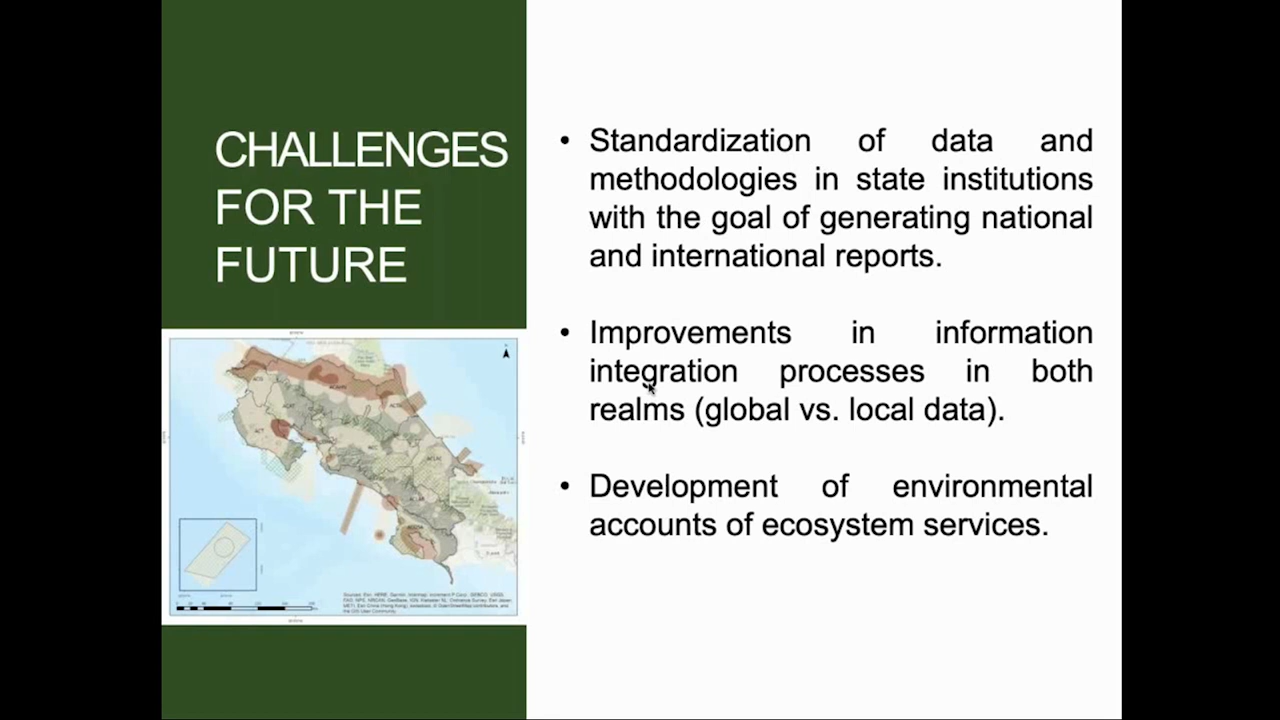 CHALLENGES
FOR THE
FUTURE
Standardization of data and
methodologies in state institutions
with the goal of generating national
and international reports.
Improvements in information
integration processes in both
realms (global vs. local data).
Development of environmental
accounts of ecosystem services.